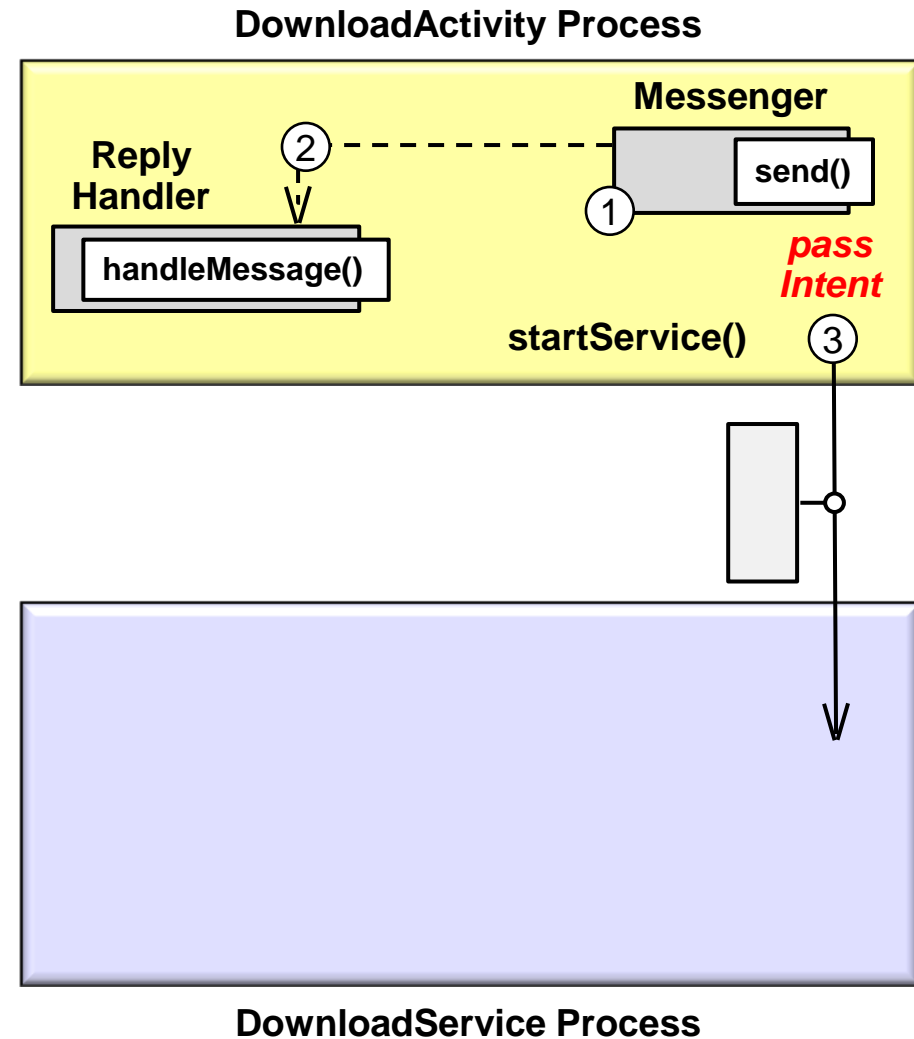 DownloadActivity Process
Messenger
send()
2
Reply
Handler
1
handleMessage()
pass
Intent
startService()
3
DownloadService Process